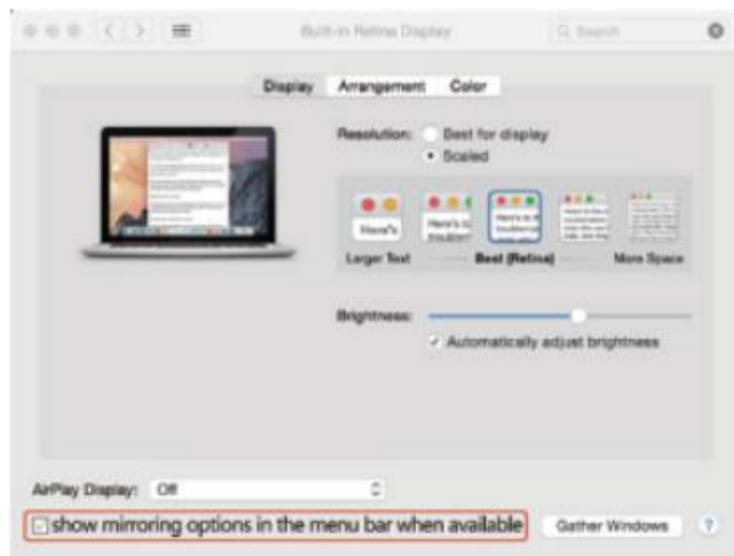 Built-in Retina Display
Search
Display Arrangement Color
Resolution: Best for display
Scaled
Here's
Larger Text Best (Retina) More Space
Brightness:
Automatically adjust brightness
AirPlay Display: Off
show mirroring options in the menu bar when available
Gather Windows ?